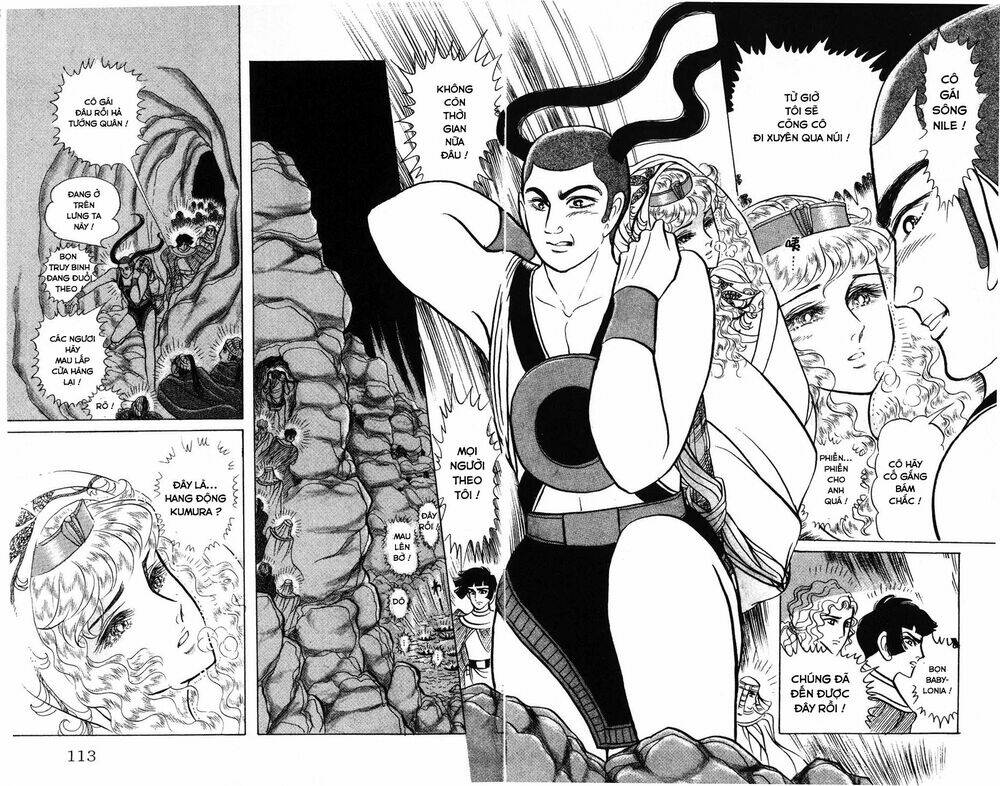 CÔ
GÁI
SÔNG
NILE !
TỪ GIỜ
TÔI SẼ
CÕNG CÔ
ĐI XUYÊN QUA NÚI !
CÔ HÃY
CỐ GẮNG
BÁM
CHẮC !
PHIỀN...
PHIỀN
CHO
ANH
QUÁ !
BỌN
BABY-
LONIA !
CHÚNG ĐÃ
ĐẾN ĐƯỢC
ĐÂY RỒI !
KHÔNG
CÒN
THỜI
GIAN
NỮA
ĐÂU !
MỌI
NGƯỜI
THEO
TÔI !
ĐÂY
RỒI !
MAU
LÊN
BỜ !
DÔ
CÔ GÁI
ĐÂU RỒI HẢ
TƯỚNG QUÂN !
ĐANG Ở
TRÊN
LƯNG TA
NÀY !
BỌN
TRUY BINH
ĐANG ĐUỔI
THEO !
CÁC NGƯƠI
HÃY
MAU LẤP
CỬA HANG
LẠI !
RÕ !
ĐÂY LÀ...
HANG ĐỘNG
KUMURA ?
113